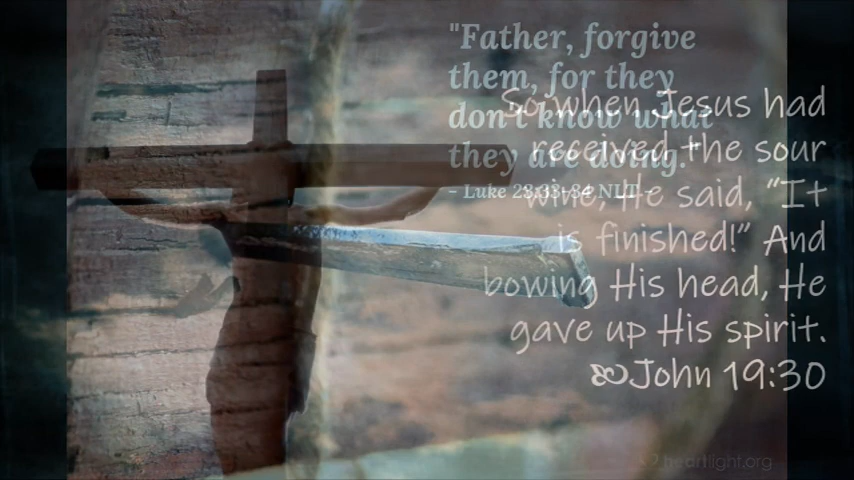 "Father, forgive
them, for they
don't know what
they are doing."
– Luke 23:33-34 NLT –
So when Jesus had
received the sour
wine, He said, “It
is finished!” And
bowing His head, He
gave up His spirit.
John 19:30
heartlight.org